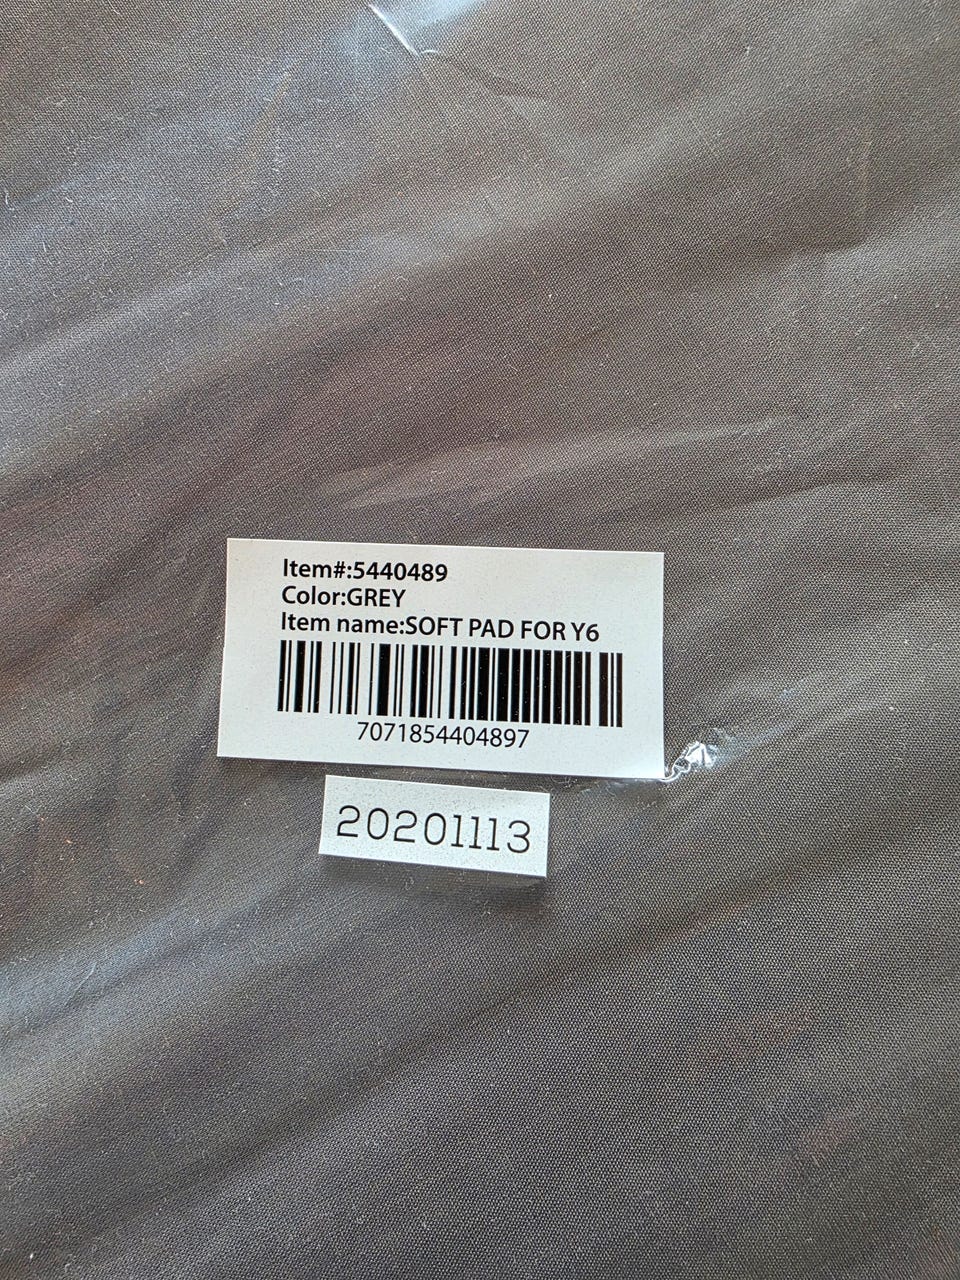 Item#:5440489
Color:GREY
Item name:SOFT PAD FOR Y6
7071854404897
20201113